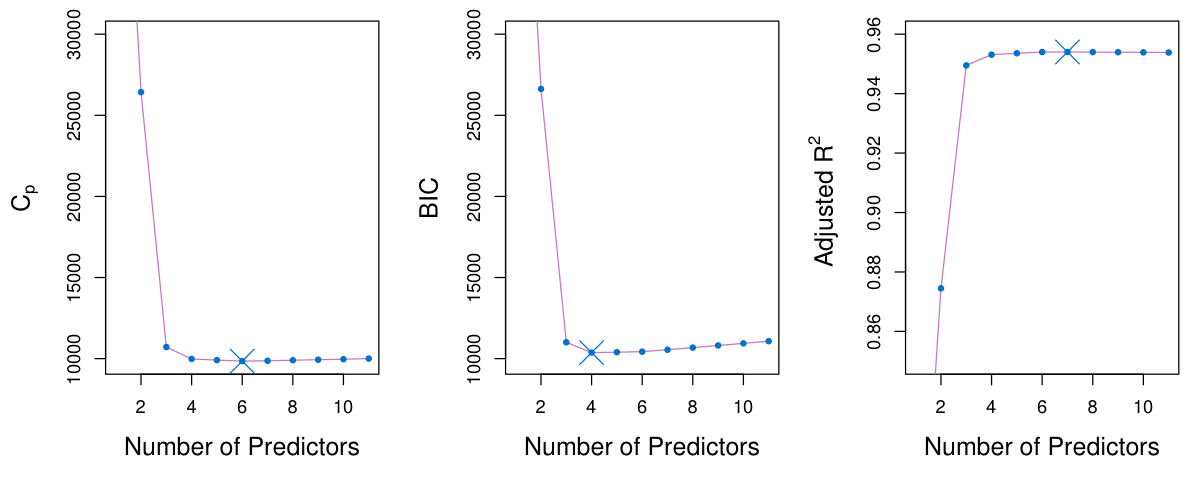 30000
25000
20000
15000
10000
Cp
2 4 6 8 10
Number of Predictors
30000
25000
20000
15000
10000
BIC
2 4 6 8 10
Number of Predictors
0.96
0.94
0.92
0.90
0.88
0.86
Adjusted R²
2 4 6 8 10
Number of Predictors